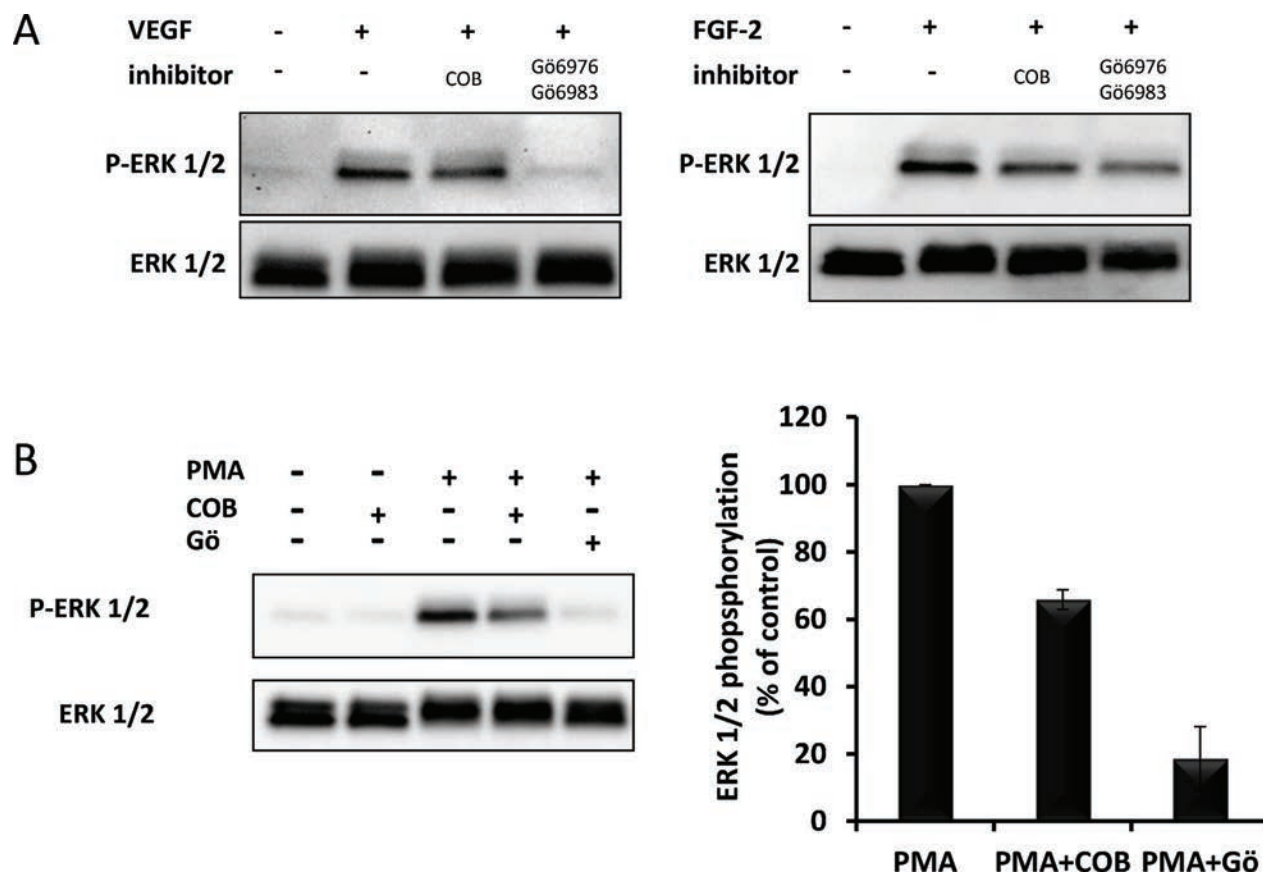 A
VEGF - + + +
inhibitor - - COB Gö6976
Gö6983
P-ERK 1/2
ERK 1/2
FGF-2 - + + +
inhibitor - - COB Gö6976
Gö6983
P-ERK 1/2
ERK 1/2
B
PMA - - + + +
COB - + - + -
Gö - - - - +
P-ERK 1/2
ERK 1/2
ERK 1/2 phopsphorylation
(% of control)
120
100
80
60
40
20
0
PMA PMA+COB PMA+Gö